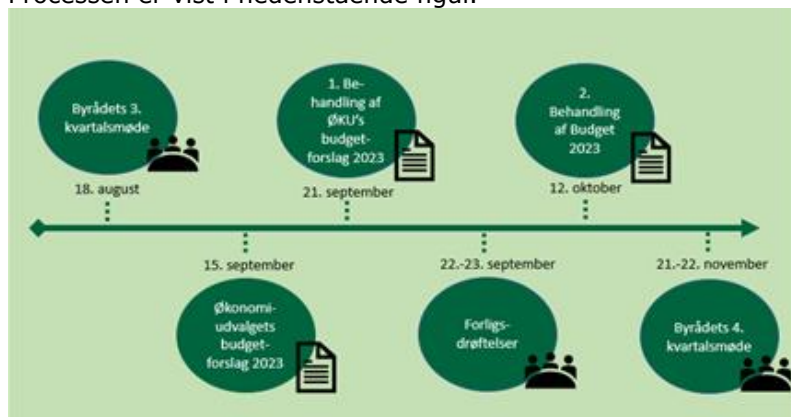 Processen er vist i nedenstående figur.
Byrådets 3.
kvartalsmøde
18. august
1. Be-
handling af
ØKU's
budget-
forslag 2023
21. september
2.
Behandling
af Budget
2023
12. oktober
15. september
Økonomi-
udvalgets
budget-
forslag 2023
22.-23. september
Forligs-
drøftelser
21.-22. november
Byrådets 4.
kvartalsmøde